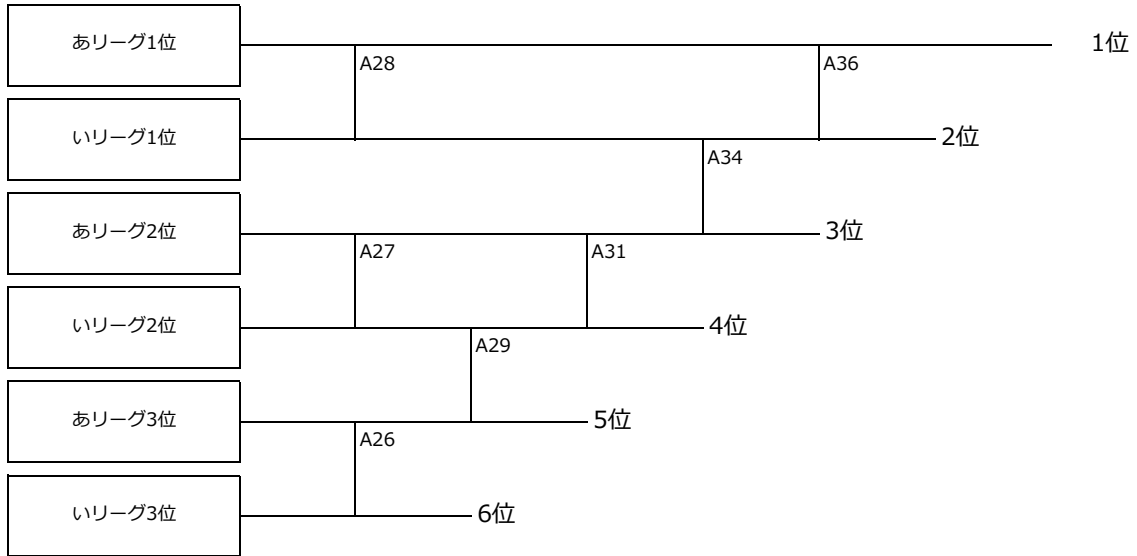 あリーグ1位
1位
A28
A36
いリーグ1位
2位
A34
あリーグ2位
3位
A27
A31
いリーグ2位
4位
A29
あリーグ3位
5位
A26
いリーグ3位
6位